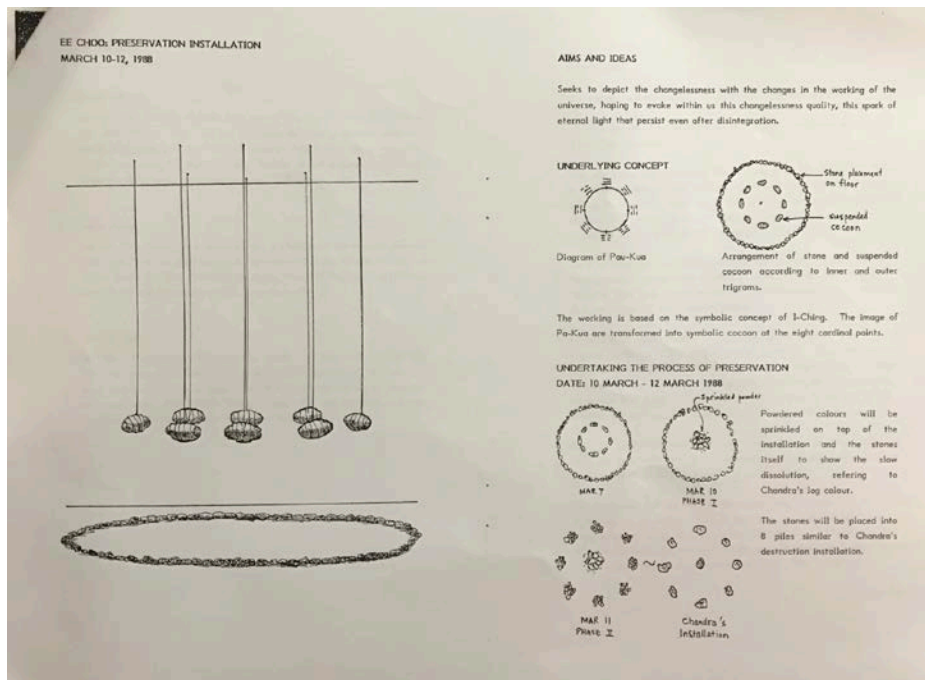 EE CHOO: PRESERVATION INSTALLATION
MARCH 10-12, 1988
AIMS AND IDEAS
Seeks to depict the changelessness with the changes in the working of the
universe, hoping to evoke within us this changelessness quality, this spark of
eternal light that persist even after disintegration.
UNDERLYING CONCEPT
Stone placement
on floor
suspended
cocoon
Diagram of Pau-Kua
Arrangement of stone and suspended
cocoon according to inner and outer
trigrams.
The working is based on the symbolic concept of I-Ching. The image of
Pa-Kua are transformed into symbolic cocoon at the eight cardinal points.
UNDERTAKING THE PROCESS OF PRESERVATION
DATE: 10 MARCH - 12 MARCH 1988
Sprinkled powder
MAR 7
MAR 10
PHASE I
Powdered colours will be
sprinkled on top of the
installation and the stones
itself to show the slow
dissolution, refering to
Chandra's log colour.
The stones will be placed into
8 piles similar to Chandra's
destruction installation.
MAR 11
PHASE II
Chandra's
Installation